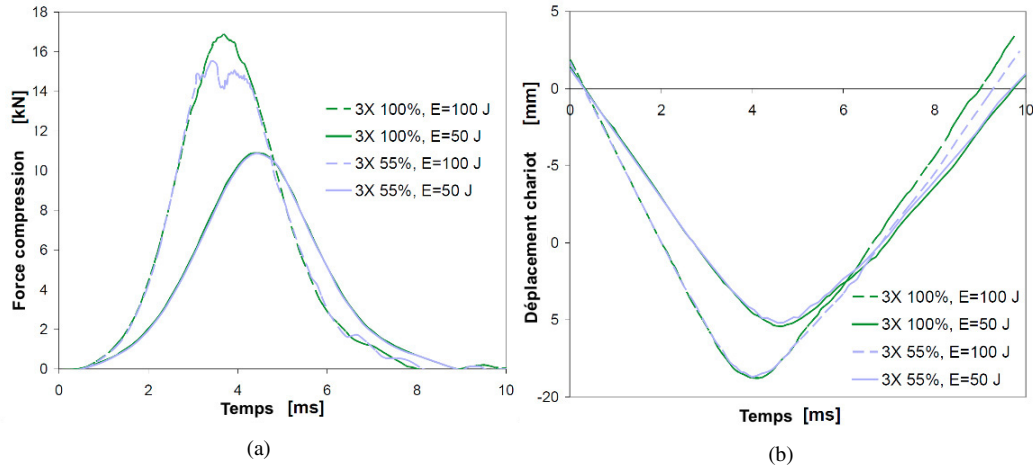 18
16
14
12
10
8
6
4
2
0
[kN]
Force compression
3X 100%, E=100 J
3X 100%, E=50 J
3X 55%, E=100 J
3X 55%, E=50 J
0
2
4
6
8
10
Temps [ms]
(a)
5
0
-5
0
5
-20
[mm]
Déplacement chariot
0
2
4
6
8
10
3X 100%, E=100 J
3X 100%, E=50 J
3X 55%, E=100 J
3X 55%, E=50 J
Temps [ms]
(b)